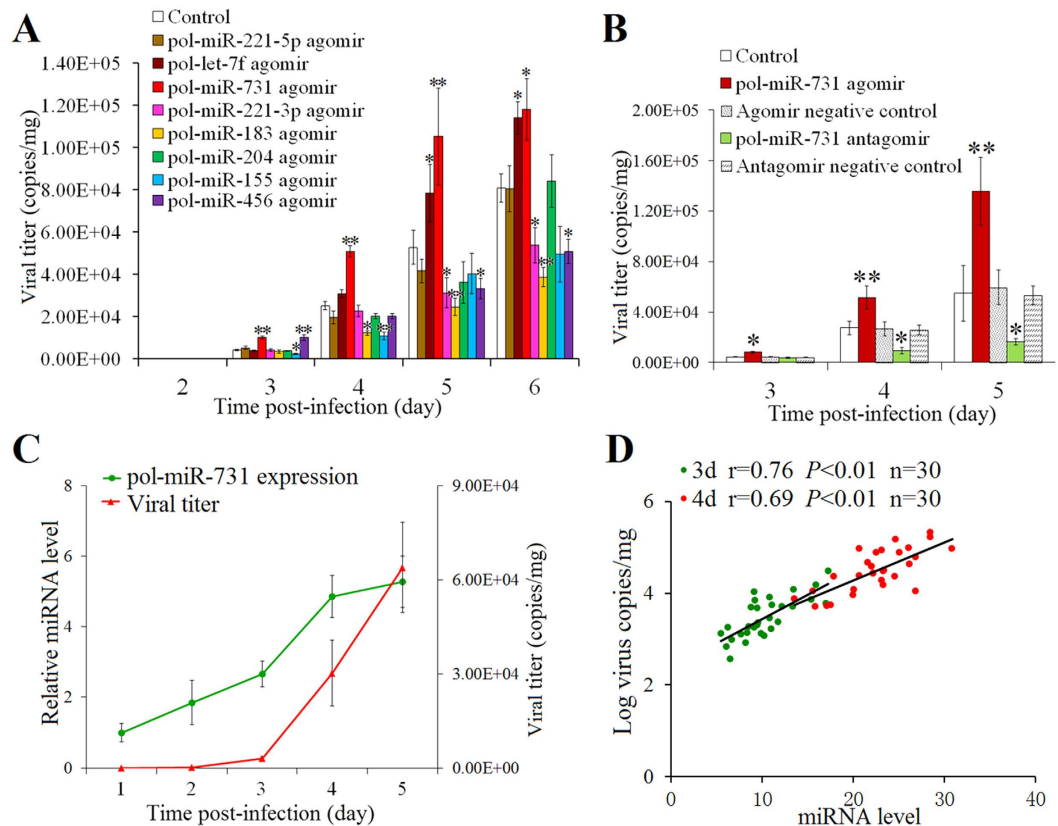 A
Control
pol-miR-221-5p agomir
pol-let-7f agomir
pol-miR-731 agomir
pol-miR-221-3p agomir
pol-miR-183 agomir
pol-miR-204 agomir
pol-miR-155 agomir
pol-miR-456 agomir
Viral titer (copies/mg)
1.40E+05
1.20E+05
1.00E+05
8.00E+04
6.00E+04
4.00E+04
2.00E+04
0.00E+00
** * ** **
** * **
* ** * ** *
* * * ** *
2 3 4 5 6
Time post-infection (day)
B
Control
pol-miR-731 agomir
Agomir negative control
pol-miR-731 antagomir
Antagomir negative control
Viral titer (copies/mg)
2.00E+05
1.60E+05
1.20E+05
8.00E+04
4.00E+04
0.00E+00
* ** * ** *
3 4 5
Time post-infection (day)
C
pol-miR-731 expression
Viral titer
Relative miRNA level
8
6
4
2
0
9.00E+04
6.00E+04
3.00E+04
0.00E+00
Viral titer (copies/mg)
1 2 3 4 5
Time post-infection (day)
D
3d r=0.76 P<0.01 n=30
4d r=0.69 P<0.01 n=30
Log virus copies/mg
6
4
2
0
0 10 20 30 40
miRNA level